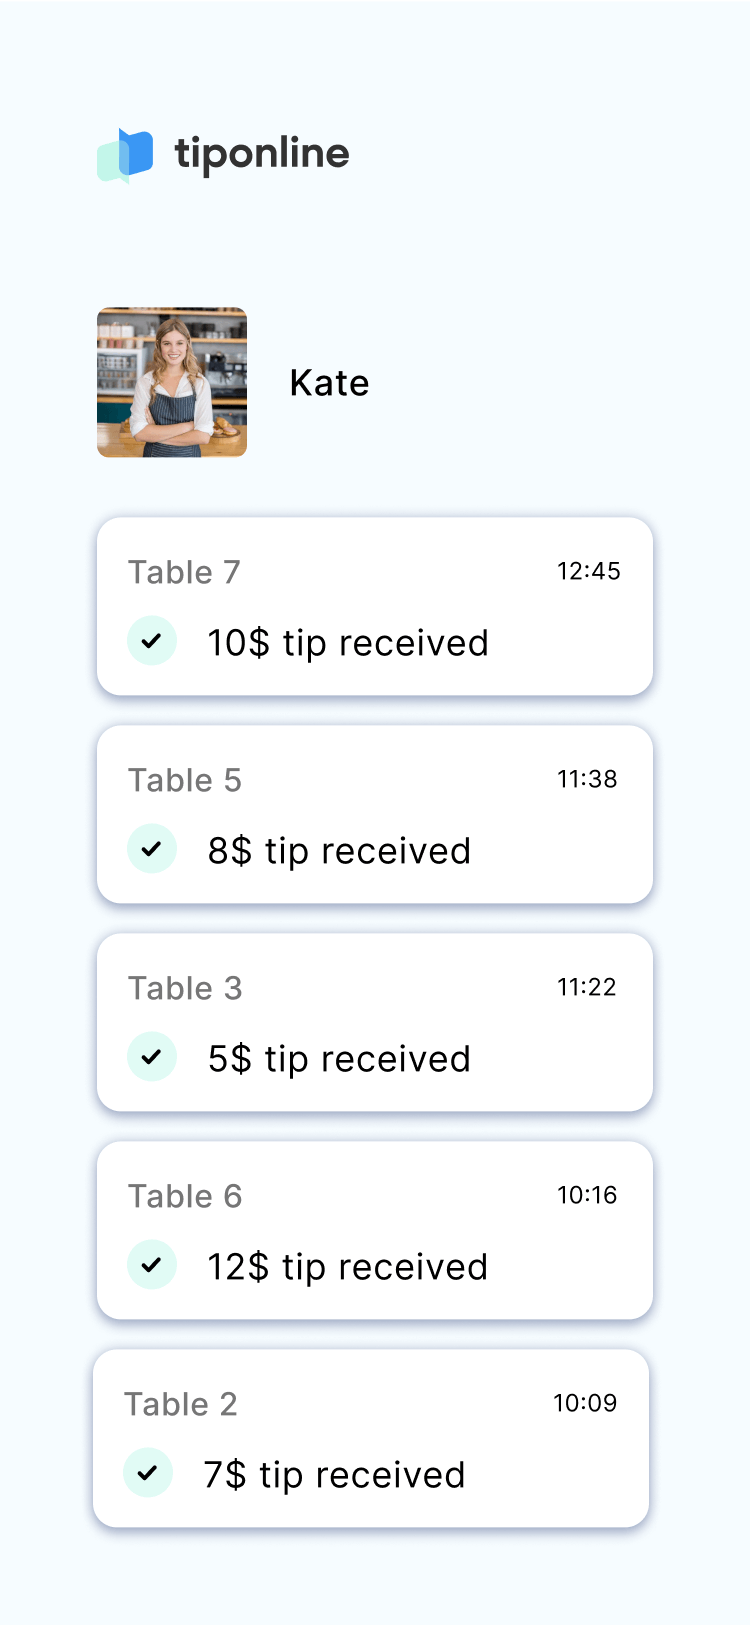 tiponline
Kate
Table 7 12:45
10$ tip received
Table 5 11:38
8$ tip received
Table 3 11:22
5$ tip received
Table 6 10:16
12$ tip received
Table 2 10:09
7$ tip received